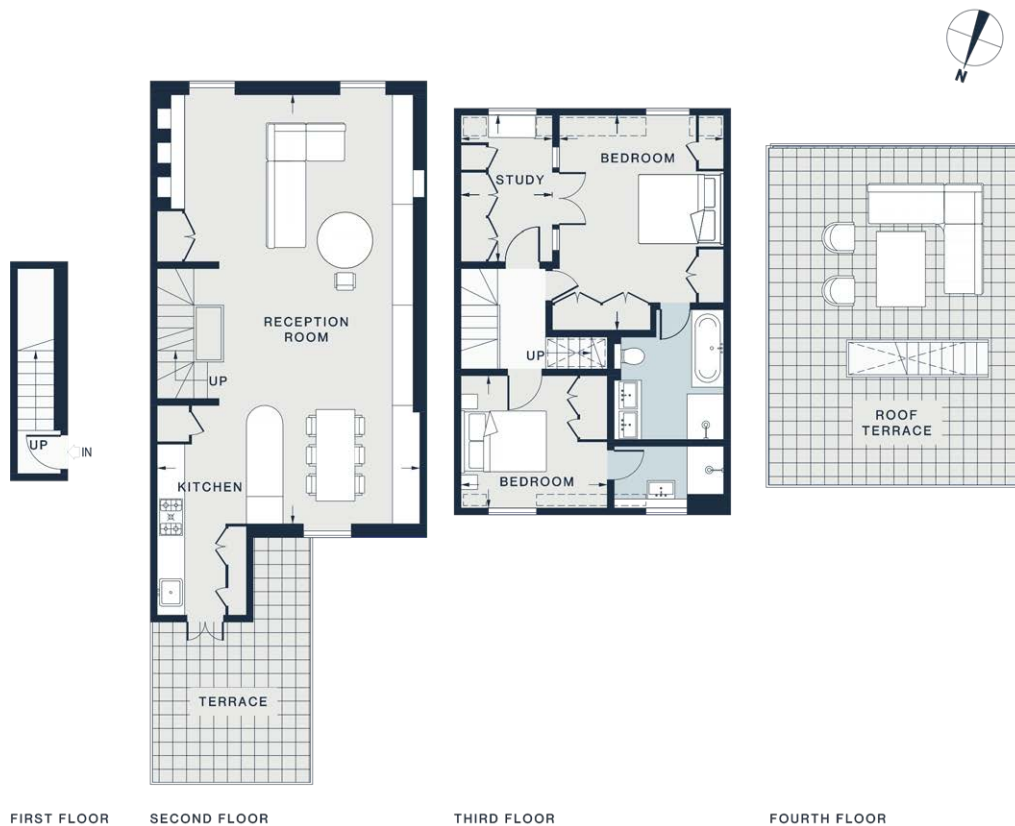 N
STUDY
BEDROOM
RECEPTION
ROOM
UP
UP
IN
UP
KITCHEN
BEDROOM
ROOF
TERRACE
TERRACE
FIRST FLOOR
SECOND FLOOR
THIRD FLOOR
FOURTH FLOOR